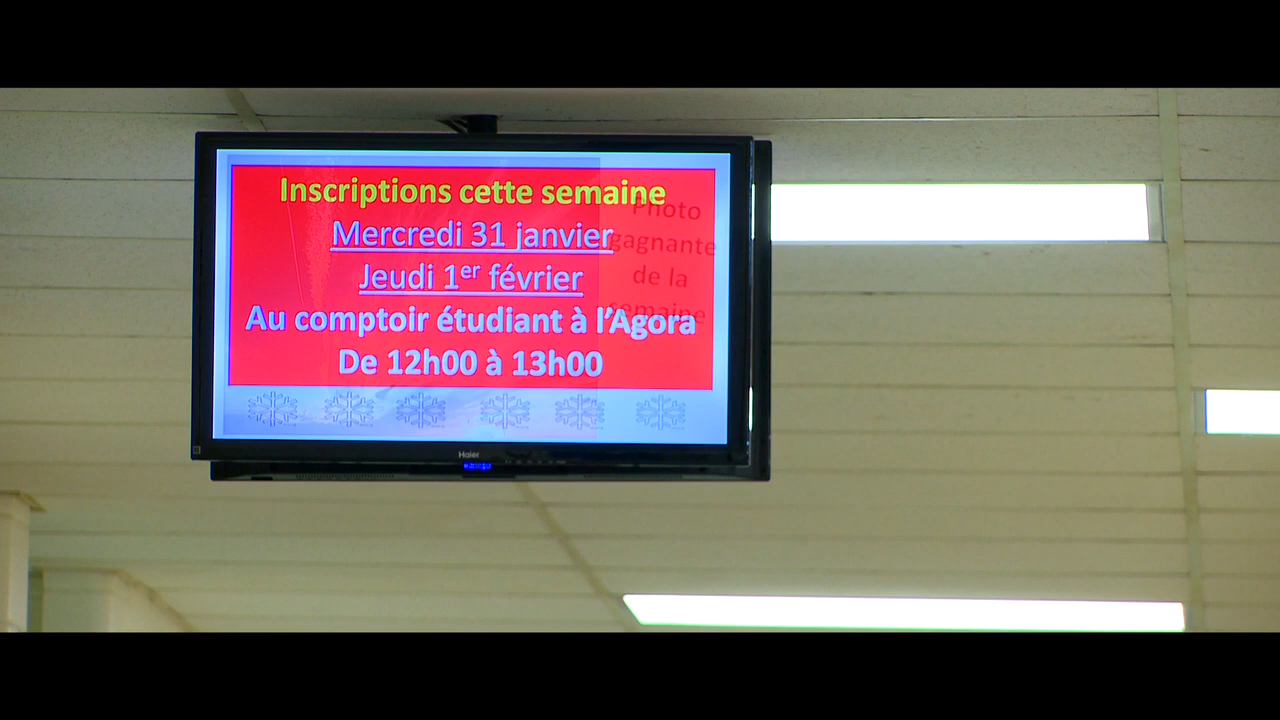 Inscriptions cette semaine
Mercredi 31 janvier
Jeudi 1er février
Au comptoir étudiant à l'Agora
De 12h00 à 13h00
Photo
gagnante
de la
semaine
Haier